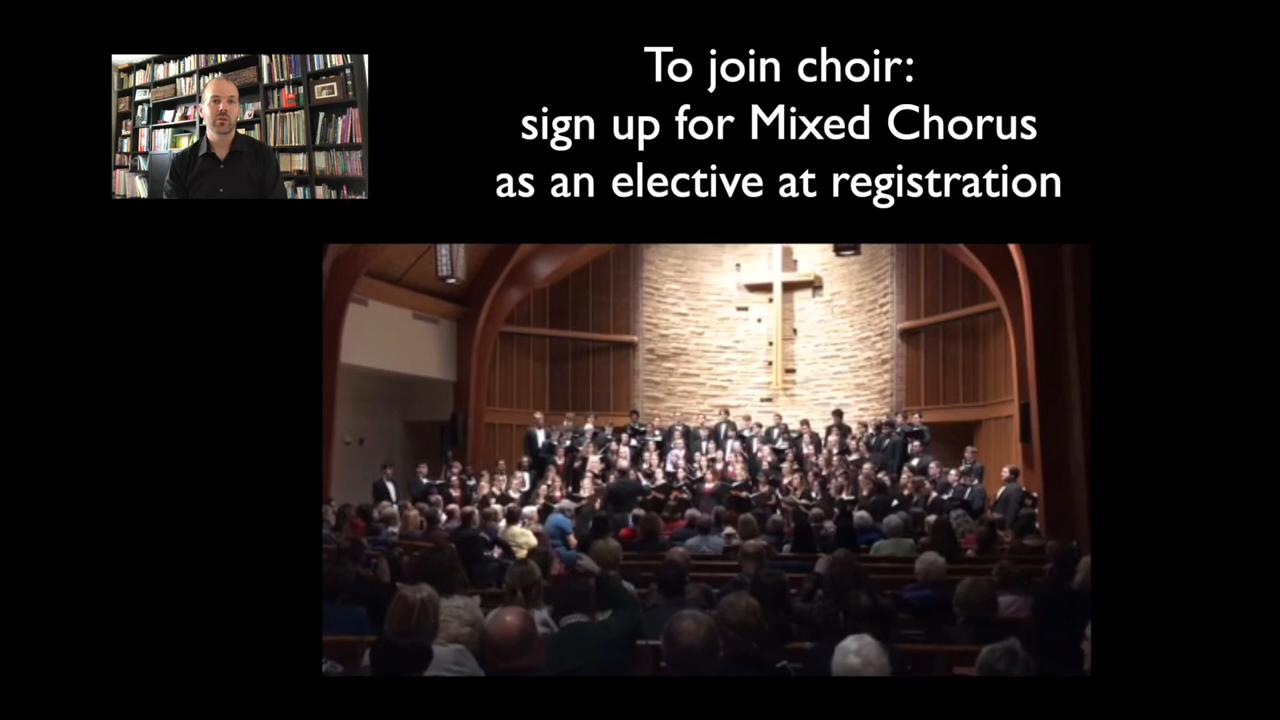 To join choir:
sign up for Mixed Chorus
as an elective at registration